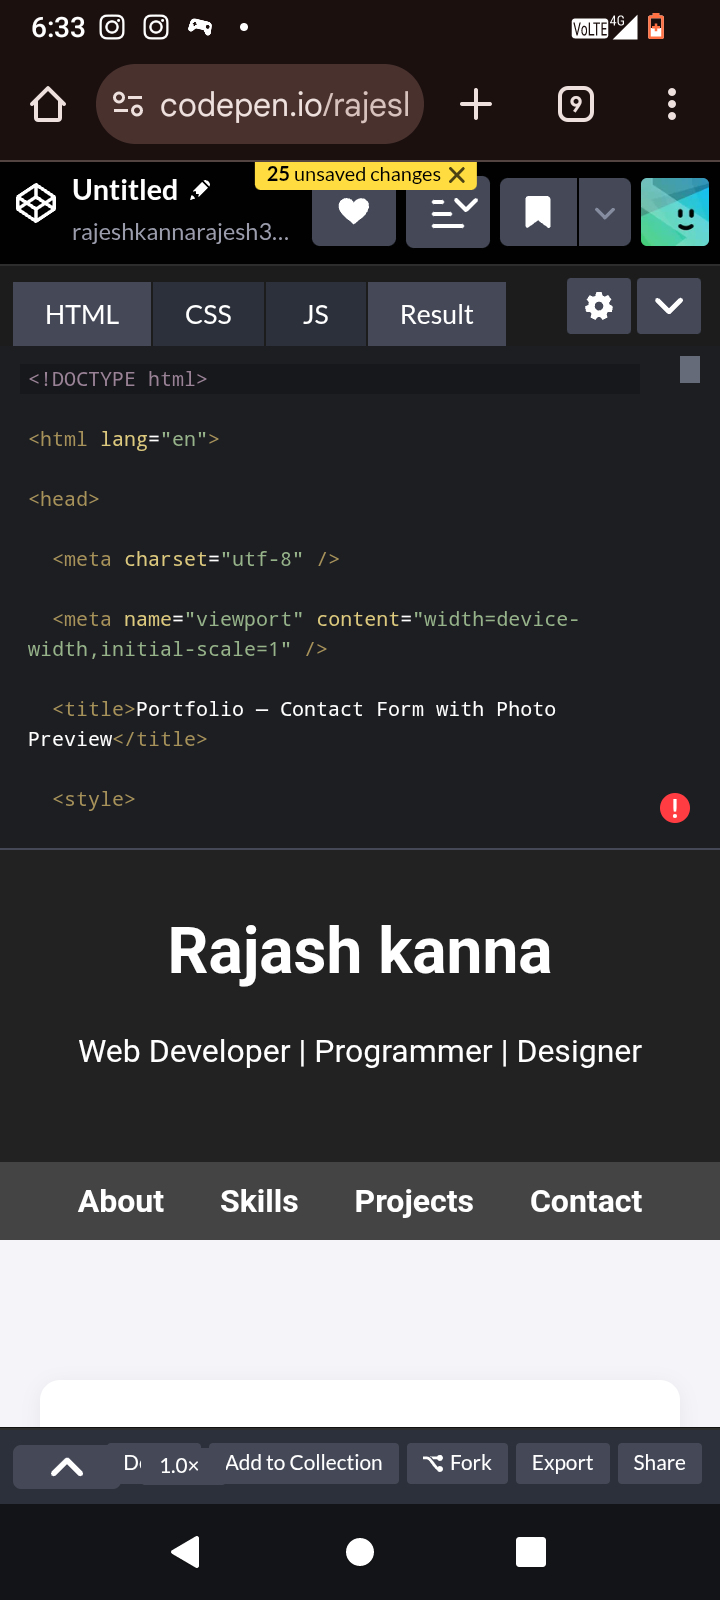 6:33
VoLTE 4G
codepen.io/rajesl
9
25 unsaved changes
Untitled
rajeshkannarajesh3...
HTML CSS JS Result
<!DOCTYPE html>
<html lang="en">
<head>
<meta charset="utf-8" />
<meta name="viewport" content="width=device-
width,initial-scale=1" />
<title>Portfolio — Contact Form with Photo
Preview</title>
<style>
Rajash kanna
Web Developer | Programmer | Designer
About Skills Projects Contact
1.0× Add to Collection Fork Export Share